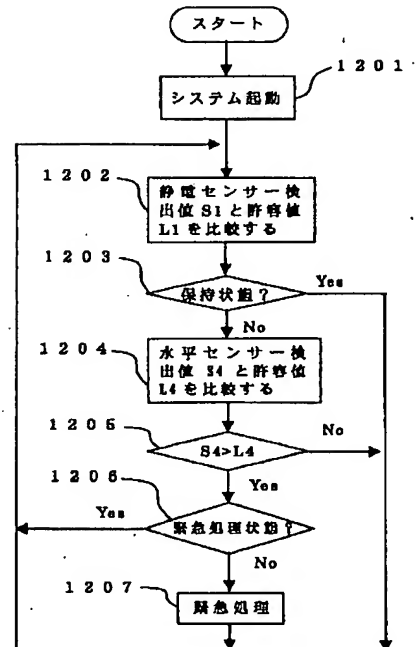 スタート
1201
システム起動
1202
静電センサー検
出値 S1 と許容値
L1 を比較する
1203
保持状態?
Yes
No
1204
水平センサー検
出値 S4 と許容値
L4 を比較する
1205
No
S4>L4
1206
Yes
Yes
緊急処理状態?
No
1207
緊急処理